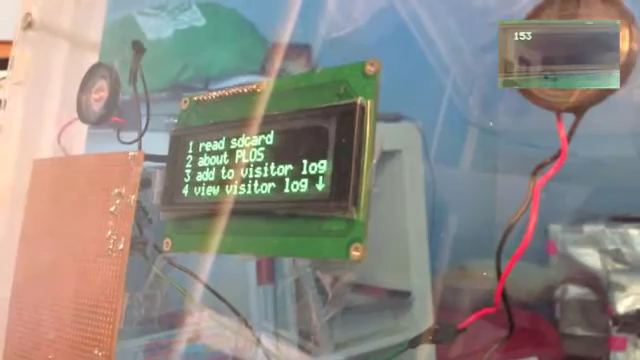 153
1 read sdcard
2 about PLOS
3 add to visitor log
4 view visitor log ↓